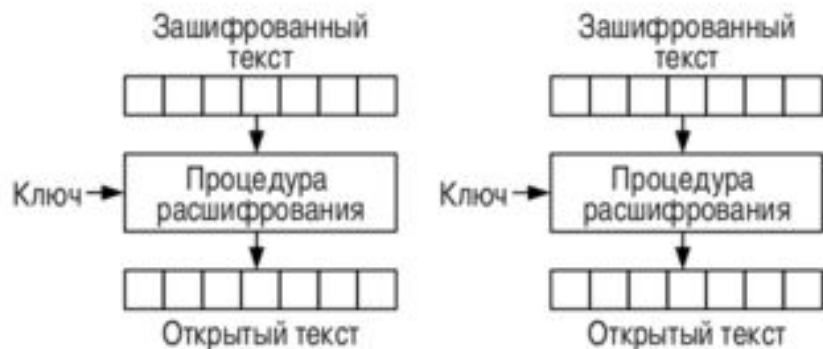 Зашифрованный
текст
Ключ
Процедура
расшифрования
Открытый текст
Зашифрованный
текст
Ключ
Процедура
расшифрования
Открытый текст